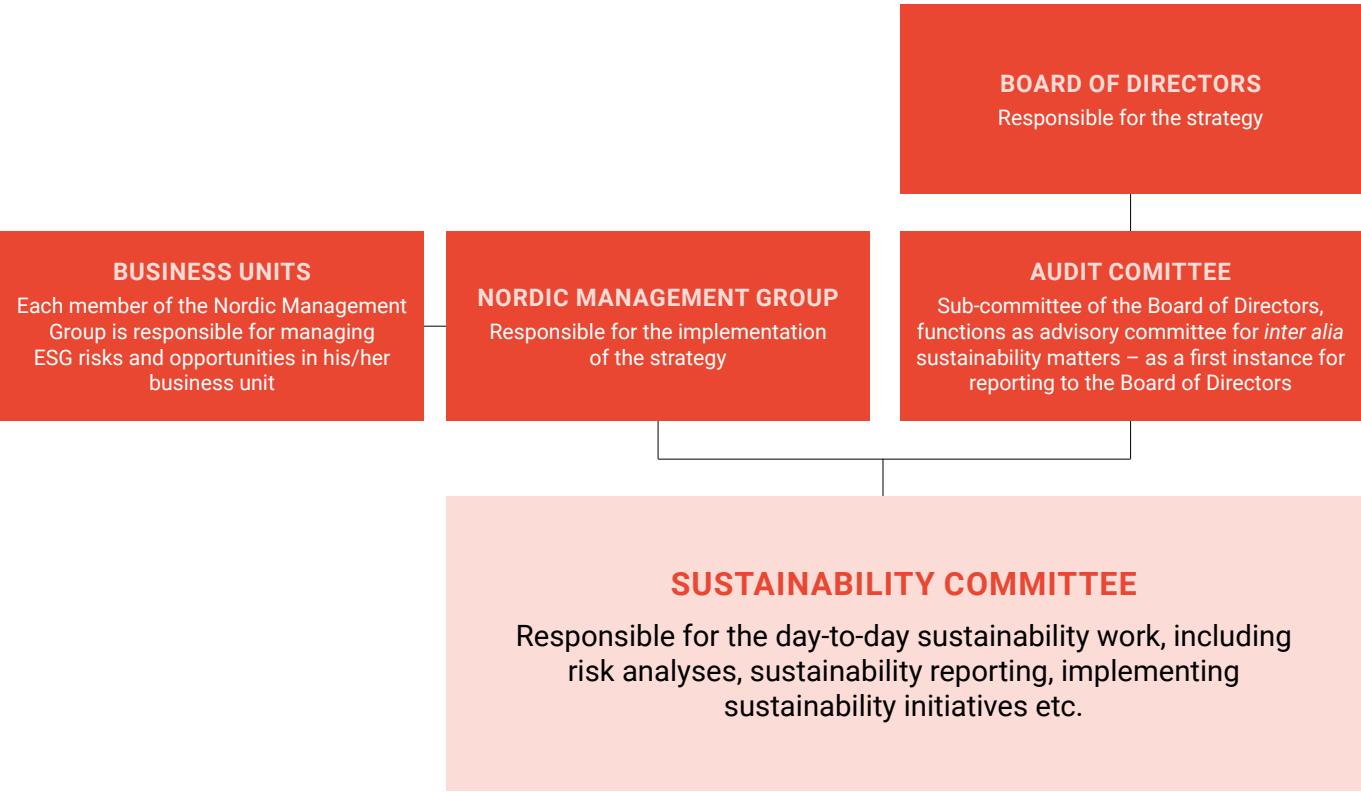 BOARD OF DIRECTORS
Responsible for the strategy
BUSINESS UNITS
Each member of the Nordic Management
Group is responsible for managing
ESG risks and opportunities in his/her
business unit
NORDIC MANAGEMENT GROUP
Responsible for the implementation
of the strategy
AUDIT COMITTEE
Sub-committee of the Board of Directors,
functions as advisory committee for inter alia
sustainability matters – as a first instance for
reporting to the Board of Directors
SUSTAINABILITY COMMITTEE
Responsible for the day-to-day sustainability work, including
risk analyses, sustainability reporting, implementing
sustainability initiatives etc.